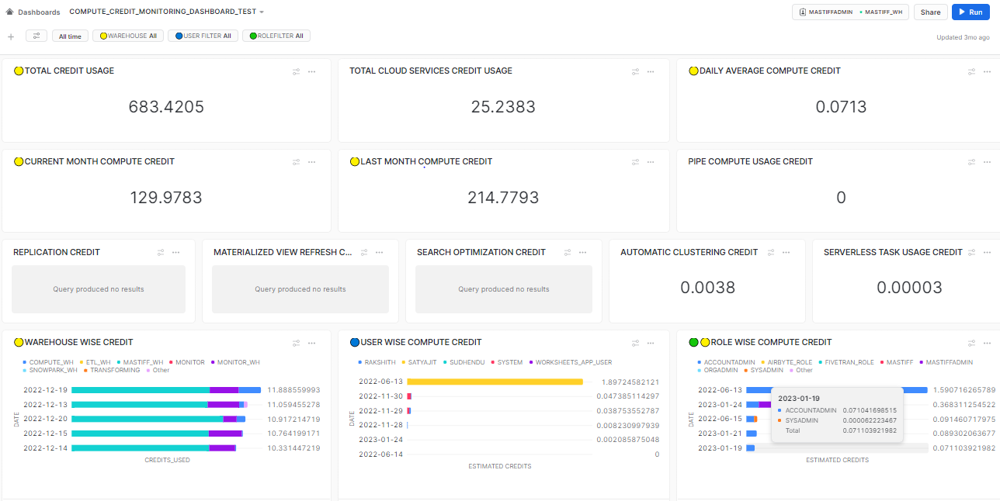 Dashboards COMPUTE_CREDIT_MONITORING_DASHBOARD_TEST
MASTIFFADMIN • MASTIFF_WH Share Run
All time WAREHOUSE All USER FILTER All ROLEFILTER All
Updated 3mo ago
TOTAL CREDIT USAGE
683.4205
TOTAL CLOUD SERVICES CREDIT USAGE
25.2383
DAILY AVERAGE COMPUTE CREDIT
0.0713
CURRENT MONTH COMPUTE CREDIT
129.9783
LAST MONTH COMPUTE CREDIT
214.7793
PIPE COMPUTE USAGE CREDIT
0
REPLICATION CREDIT
Query produced no results
MATERIALIZED VIEW REFRESH C...
Query produced no results
SEARCH OPTIMIZATION CREDIT
Query produced no results
AUTOMATIC CLUSTERING CREDIT
0.0038
SERVERLESS TASK USAGE CREDIT
0.00003
WAREHOUSE WISE CREDIT
COMPUTE_WH ETL_WH MASTIFF_WH MONITOR MONITOR_WH
SNOWPARK_WH TRANSFORMING Other
DATE
2022-12-19 11.888559993
2022-12-13 11.059455278
2022-12-20 10.917214719
2022-12-15 10.764199171
2022-12-14 10.331447219
CREDITS_USED
USER WISE COMPUTE CREDIT
RAKSHITH SATYAJIT SUDHENDU SYSTEM WORKSHEETS_APP_USER
DATE
2022-06-13 1.89724582121
2022-11-30 0.047385114297
2022-11-29 0.038753552787
2022-11-28 0.008230997939
2023-01-24 0.002085875048
2022-06-14 0
ESTIMATED CREDITS
ROLE WISE COMPUTE CREDIT
ACCOUNTADMIN AIRBYTE_ROLE FIVETRAN_ROLE MASTIFF MASTIFFADMIN
ORGADMIN SYSADMIN Other
DATE
2022-06-13 1.590716265789
2023-01-24 0.368311254522
2022-06-15 0.091460717975
2023-01-21 0.089302063677
2023-01-19 0.071103921982
ESTIMATED CREDITS
2023-01-19
ACCOUNTADMIN 0.071041698515
SYSADMIN 0.000062223467
Total 0.071103921982